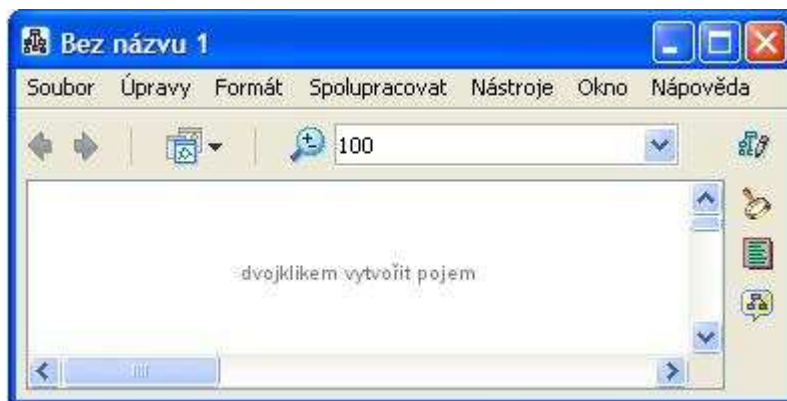 Bez názvu 1
Soubor Úpravy Formát Spolupracovat Nástroje Okno Nápověda
100
dvojklikem vytvořit pojem